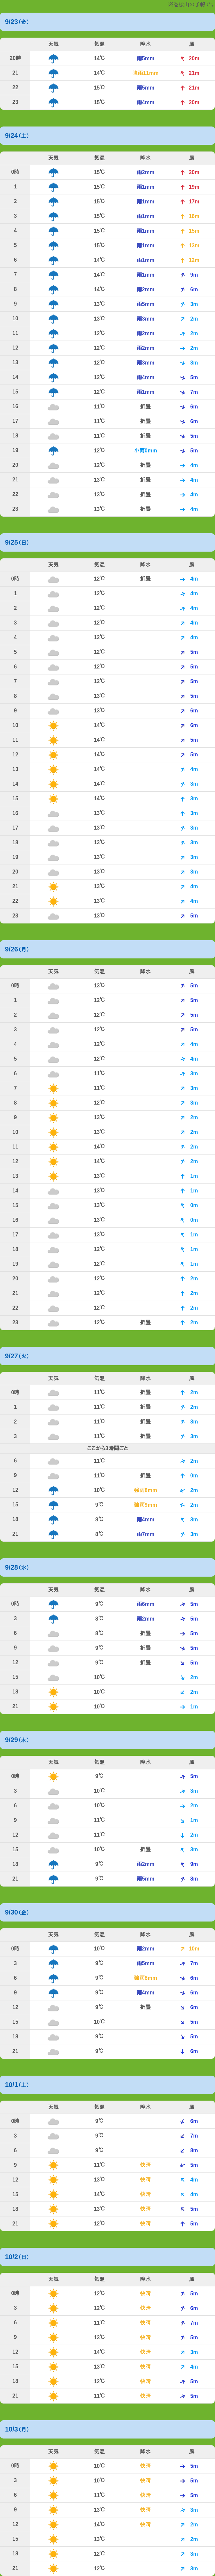 9/23(金)
天気 気温 降水 風
20時 14℃ 雨5mm 20m
21 14℃ 強雨11mm 21m
22 15℃ 雨5mm 21m
23 15℃ 雨4mm 20m
9/24(土)
天気 気温 降水 風
0時 15℃ 雨2mm 20m
1 15℃ 雨1mm 19m
2 15℃ 雨1mm 17m
3 15℃ 雨1mm 16m
4 15℃ 雨1mm 15m
5 14℃ 雨1mm 13m
6 14℃ 雨1mm 12m
7 14℃ 雨1mm 9m
8 14℃ 雨2mm 6m
9 13℃ 雨5mm 3m
10 13℃ 雨3mm 2m
11 12℃ 雨2mm 2m
12 12℃ 雨2mm 2m
13 12℃ 雨3mm 3m
14 12℃ 雨4mm 5m
15 12℃ 雨1mm 7m
16 11℃ 折曇 6m
17 11℃ 折曇 6m
18 11℃ 折曇 5m
19 12℃ 小雨0mm 5m
20 12℃ 折曇 4m
21 13℃ 折曇 4m
22 13℃ 折曇 4m
23 13℃ 折曇 4m
9/25(日)
天気 気温 降水 風
0時 12℃ 折曇 4m
1 12℃ 4m
2 12℃ 4m
3 12℃ 4m
4 12℃ 4m
5 12℃ 5m
6 12℃ 5m
7 12℃ 5m
8 13℃ 5m
9 13℃ 6m
10 14℃ 6m
11 14℃ 5m
12 14℃ 5m
13 14℃ 4m
14 14℃ 3m
15 14℃ 3m
16 13℃ 3m
17 13℃ 3m
18 13℃ 3m
19 13℃ 3m
20 13℃ 3m
21 13℃ 4m
22 13℃ 4m
23 13℃ 5m
9/26(月)
天気 気温 降水 風
0時 13℃ 5m
1 12℃ 5m
2 12℃ 5m
3 12℃ 5m
4 12℃ 4m
5 12℃ 4m
6 11℃ 3m
7 11℃ 3m
8 12℃ 3m
9 13℃ 2m
10 13℃ 2m
11 14℃ 2m
12 14℃ 2m
13 13℃ 1m
14 13℃ 1m
15 13℃ 0m
16 13℃ 0m
17 13℃ 1m
18 12℃ 1m
19 12℃ 1m
20 12℃ 2m
21 12℃ 2m
22 12℃ 2m
23 12℃ 折曇 2m
9/27(火)
天気 気温 降水 風
0時 11℃ 折曇 2m
1 11℃ 折曇 2m
2 11℃ 折曇 3m
3 11℃ 折曇 3m
ここから3時間ごと
6 11℃ 2m
9 11℃ 折曇 0m
12 10℃ 強雨8mm 2m
15 9℃ 強雨9mm 2m
18 8℃ 雨4mm 3m
21 8℃ 雨7mm 3m
9/28(水)
天気 気温 降水 風
0時 9℃ 雨6mm 5m
3 8℃ 雨2mm 5m
6 8℃ 折曇 5m
9 9℃ 折曇 5m
12 9℃ 折曇 5m
15 10℃ 2m
18 10℃ 2m
21 10℃ 1m
9/29(木)
天気 気温 降水 風
0時 9℃ 5m
3 10℃ 3m
6 10℃ 2m
9 11℃ 1m
12 11℃ 2m
15 10℃ 折曇 3m
18 9℃ 雨2mm 9m
21 9℃ 雨5mm 8m
9/30(金)
天気 気温 降水 風
0時 10℃ 雨2mm 10m
3 9℃ 雨5mm 7m
6 9℃ 強雨8mm 6m
9 9℃ 雨4mm 6m
12 9℃ 折曇 6m
15 10℃ 5m
18 9℃ 5m
21 9℃ 6m
10/1(土)
天気 気温 降水 風
0時 9℃ 6m
3 9℃ 7m
6 9℃ 8m
9 11℃ 快晴 5m
12 13℃ 快晴 4m
15 14℃ 快晴 4m
18 13℃ 快晴 5m
21 12℃ 快晴 5m
10/2(日)
天気 気温 降水 風
0時 12℃ 快晴 5m
3 12℃ 快晴 6m
6 11℃ 快晴 7m
9 13℃ 快晴 5m
12 14℃ 快晴 3m
15 13℃ 快晴 4m
18 12℃ 快晴 5m
21 11℃ 快晴 5m
10/3(月)
天気 気温 降水 風
0時 10℃ 快晴 5m
3 10℃ 快晴 5m
6 11℃ 快晴 5m
9 13℃ 快晴 3m
12 14℃ 快晴 2m
15 13℃ 2m
18 12℃ 3m
21 12℃ 3m